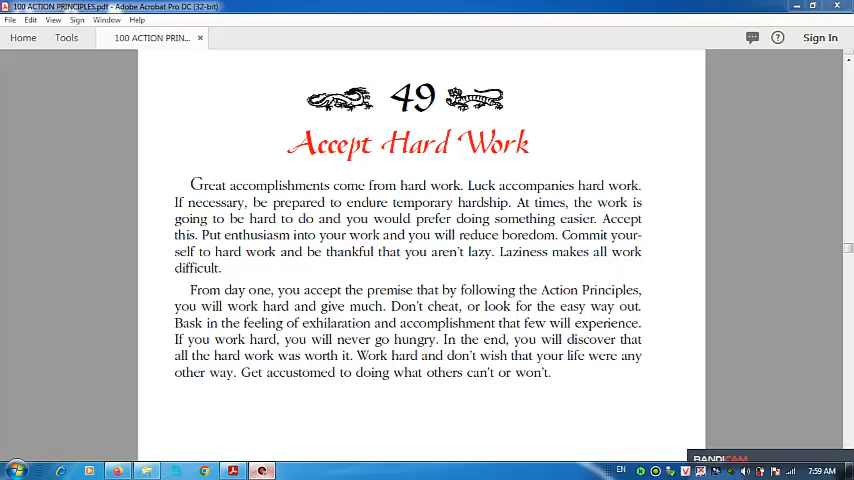 100 ACTION PRINCIPLES.pdf - Adobe Acrobat Pro DC (32-bit)
File Edit View Sign Window Help
Home Tools 100 ACTION PRIN... × Sign In
49
Accept Hard Work
Great accomplishments come from hard work. Luck accompanies hard work.
If necessary, be prepared to endure temporary hardship. At times, the work is
going to be hard to do and you would prefer doing something easier. Accept
this. Put enthusiasm into your work and you will reduce boredom. Commit your-
self to hard work and be thankful that you aren't lazy. Laziness makes all work
difficult.
From day one, you accept the premise that by following the Action Principles,
you will work hard and give much. Don't cheat, or look for the easy way out.
Bask in the feeling of exhilaration and accomplishment that few will experience.
If you work hard, you will never go hungry. In the end, you will discover that
all the hard work was worth it. Work hard and don't wish that your life were any
other way. Get accustomed to doing what others can't or won't.
BANDICAM
EN 7:59 AM